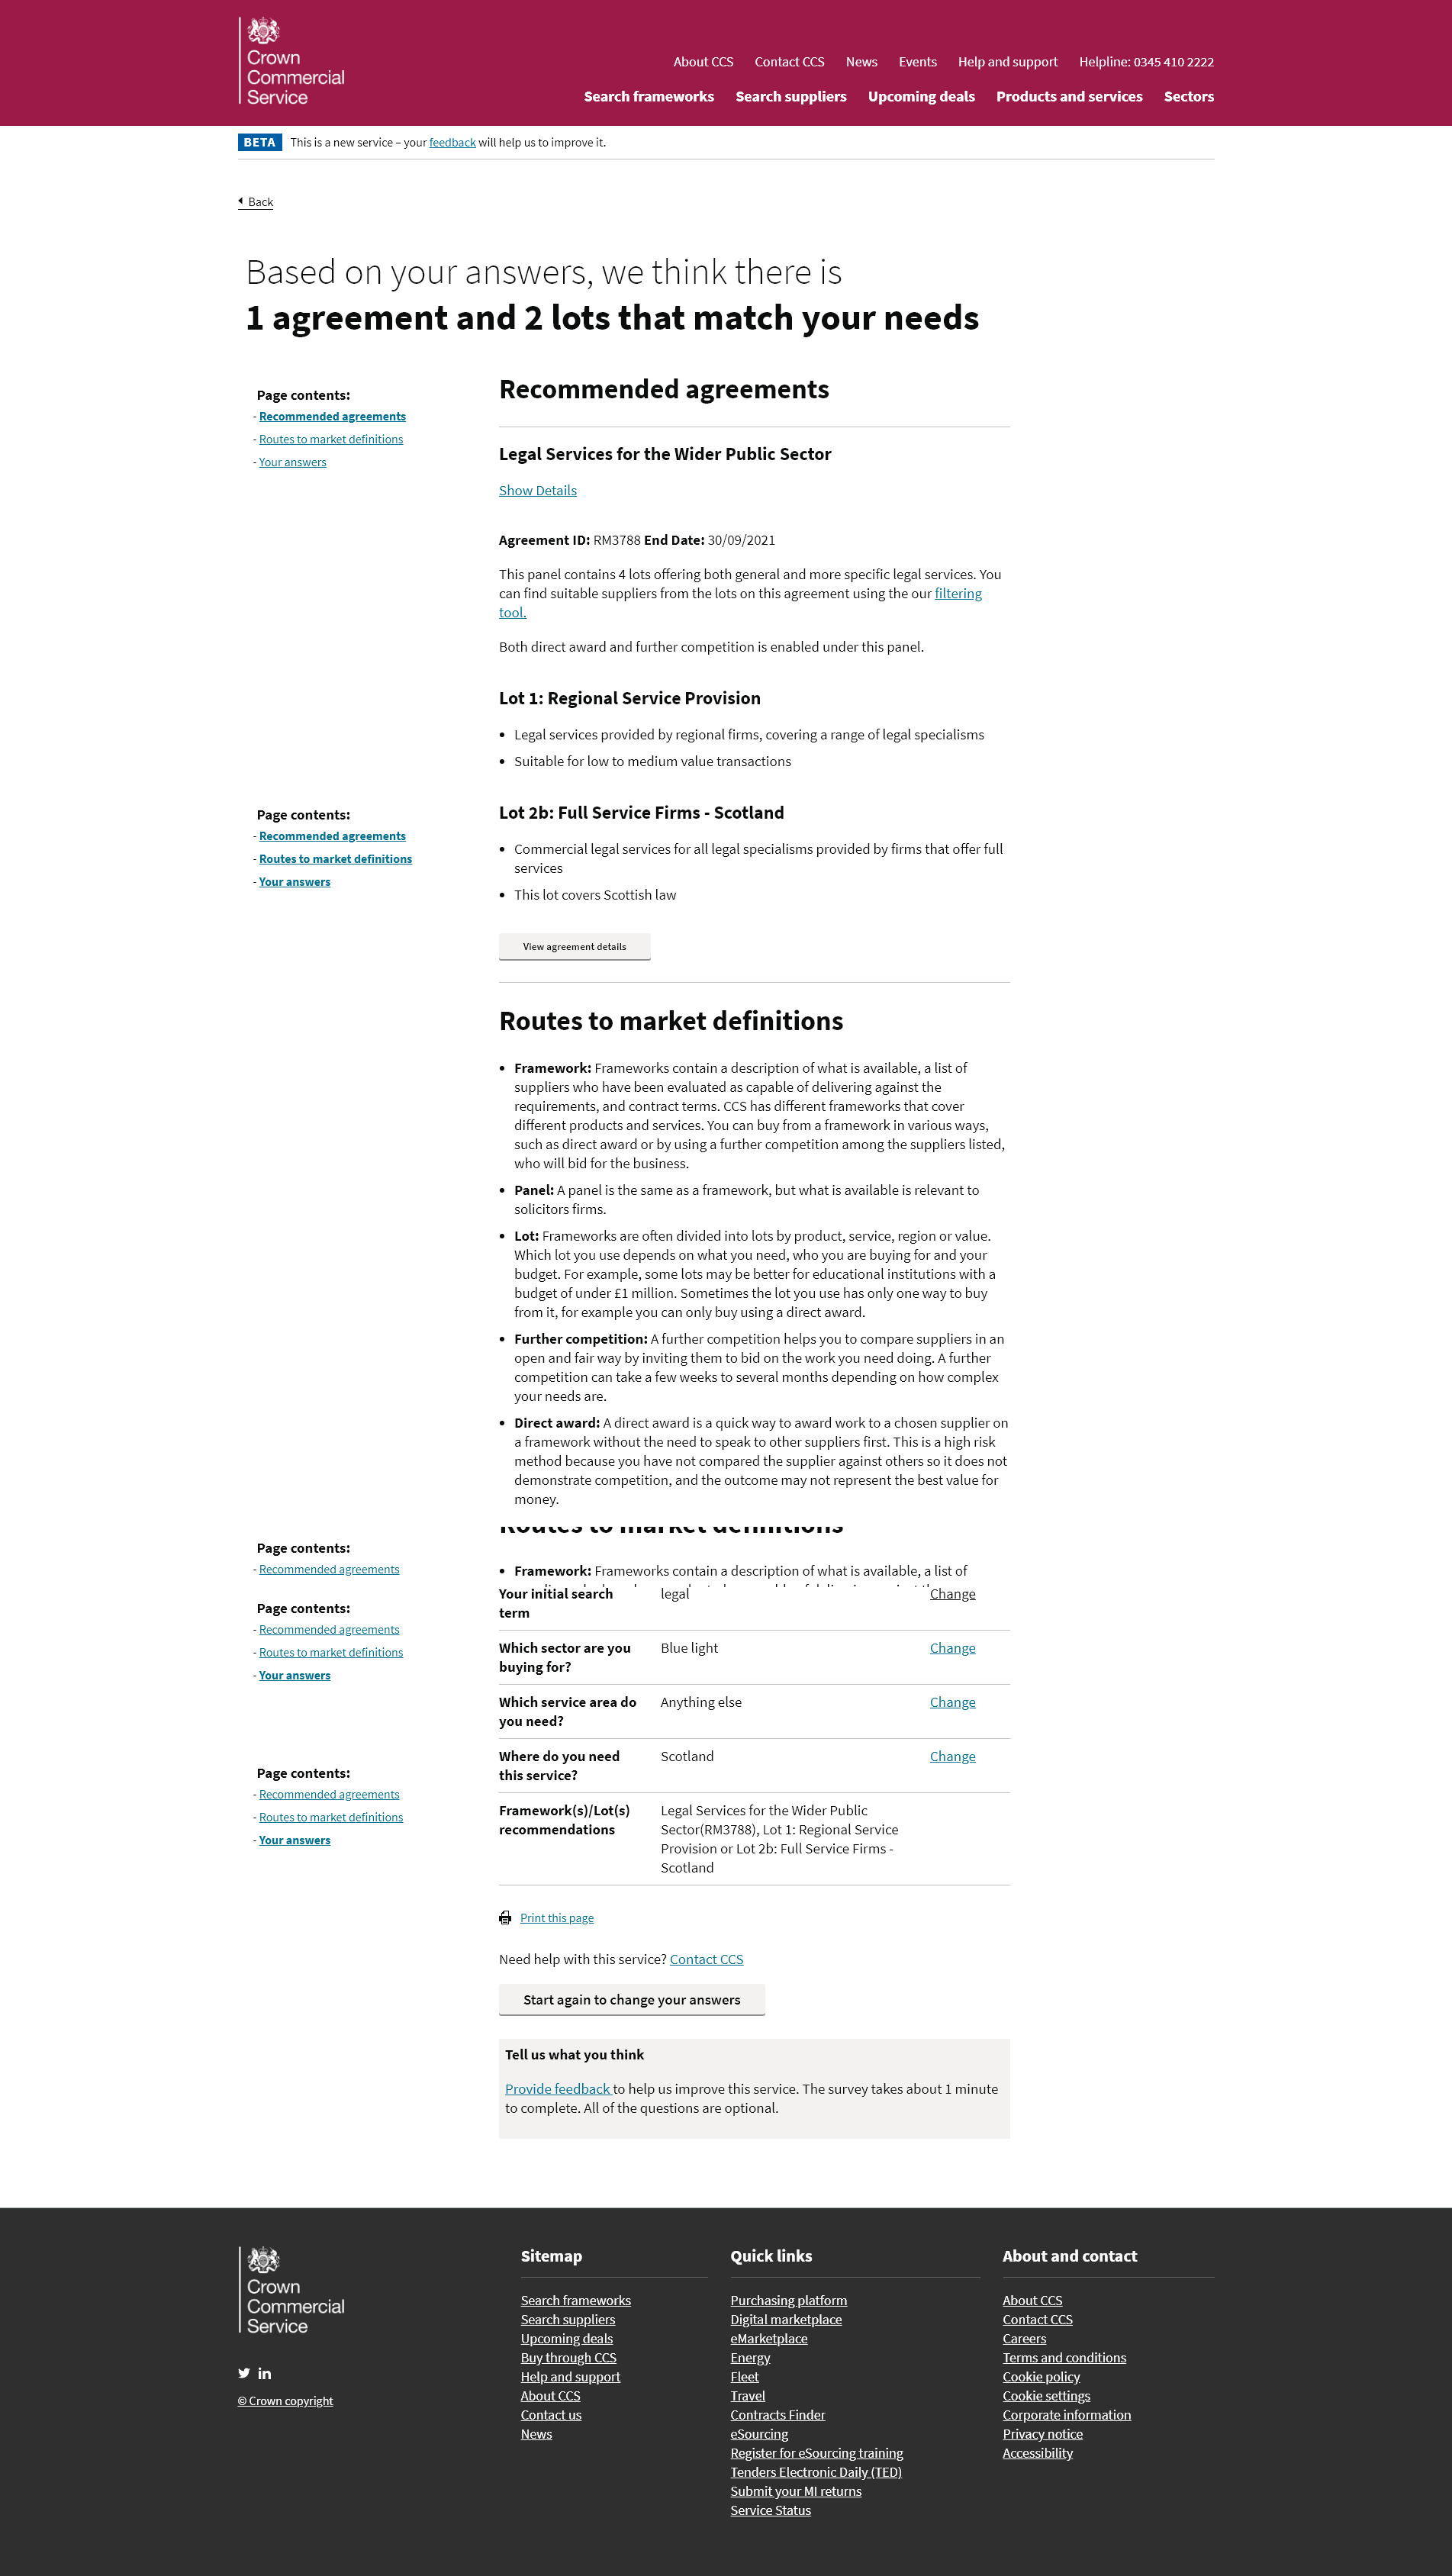 Crown
Commercial
Service
About CCS Contact CCS News Events Help and support Helpline: 0345 410 2222
Search frameworks Search suppliers Upcoming deals Products and services Sectors
BETA This is a new service – your feedback will help us to improve it.
Back
Based on your answers, we think there is
1 agreement and 2 lots that match your needs
Page contents:
- Recommended agreements
- Routes to market definitions
- Your answers
Recommended agreements
Legal Services for the Wider Public Sector
Show Details
Agreement ID: RM3788 End Date: 30/09/2021
This panel contains 4 lots offering both general and more specific legal services. You
can find suitable suppliers from the lots on this agreement using the our filtering
tool.
Both direct award and further competition is enabled under this panel.
Lot 1: Regional Service Provision
• Legal services provided by regional firms, covering a range of legal specialisms
• Suitable for low to medium value transactions
Page contents:
- Recommended agreements
- Routes to market definitions
- Your answers
Lot 2b: Full Service Firms - Scotland
• Commercial legal services for all legal specialisms provided by firms that offer full
services
• This lot covers Scottish law
View agreement details
Routes to market definitions
• Framework: Frameworks contain a description of what is available, a list of
suppliers who have been evaluated as capable of delivering against the
requirements, and contract terms. CCS has different frameworks that cover
different products and services. You can buy from a framework in various ways,
such as direct award or by using a further competition among the suppliers listed,
who will bid for the business.
• Panel: A panel is the same as a framework, but what is available is relevant to
solicitors firms.
• Lot: Frameworks are often divided into lots by product, service, region or value.
Which lot you use depends on what you need, who you are buying for and your
budget. For example, some lots may be better for educational institutions with a
budget of under £1 million. Sometimes the lot you use has only one way to buy
from it, for example you can only buy using a direct award.
• Further competition: A further competition helps you to compare suppliers in an
open and fair way by inviting them to bid on the work you need doing. A further
competition can take a few weeks to several months depending on how complex
your needs are.
• Direct award: A direct award is a quick way to award work to a chosen supplier on
a framework without the need to speak to other suppliers first. This is a high risk
method because you have not compared the supplier against others so it does not
demonstrate competition, and the outcome may not represent the best value for
money.
Routes to market definitions
Page contents:
- Recommended agreements
• Framework: Frameworks contain a description of what is available, a list of
Page contents:
- Recommended agreements
- Routes to market definitions
- Your answers
Your initial search
term
legal
Change
Which sector are you
buying for?
Blue light
Change
Which service area do
you need?
Anything else
Change
Where do you need
this service?
Scotland
Change
Page contents:
- Recommended agreements
- Routes to market definitions
- Your answers
Framework(s)/Lot(s)
recommendations
Legal Services for the Wider Public
Sector(RM3788), Lot 1: Regional Service
Provision or Lot 2b: Full Service Firms -
Scotland
Print this page
Need help with this service? Contact CCS
Start again to change your answers
Tell us what you think
Provide feedback to help us improve this service. The survey takes about 1 minute
to complete. All of the questions are optional.
Crown
Commercial
Service
© Crown copyright
Sitemap
Search frameworks
Search suppliers
Upcoming deals
Buy through CCS
Help and support
About CCS
Contact us
News
Quick links
Purchasing platform
Digital marketplace
eMarketplace
Energy
Fleet
Travel
Contracts Finder
eSourcing
Register for eSourcing training
Tenders Electronic Daily (TED)
Submit your MI returns
Service Status
About and contact
About CCS
Contact CCS
Careers
Terms and conditions
Cookie policy
Cookie settings
Corporate information
Privacy notice
Accessibility